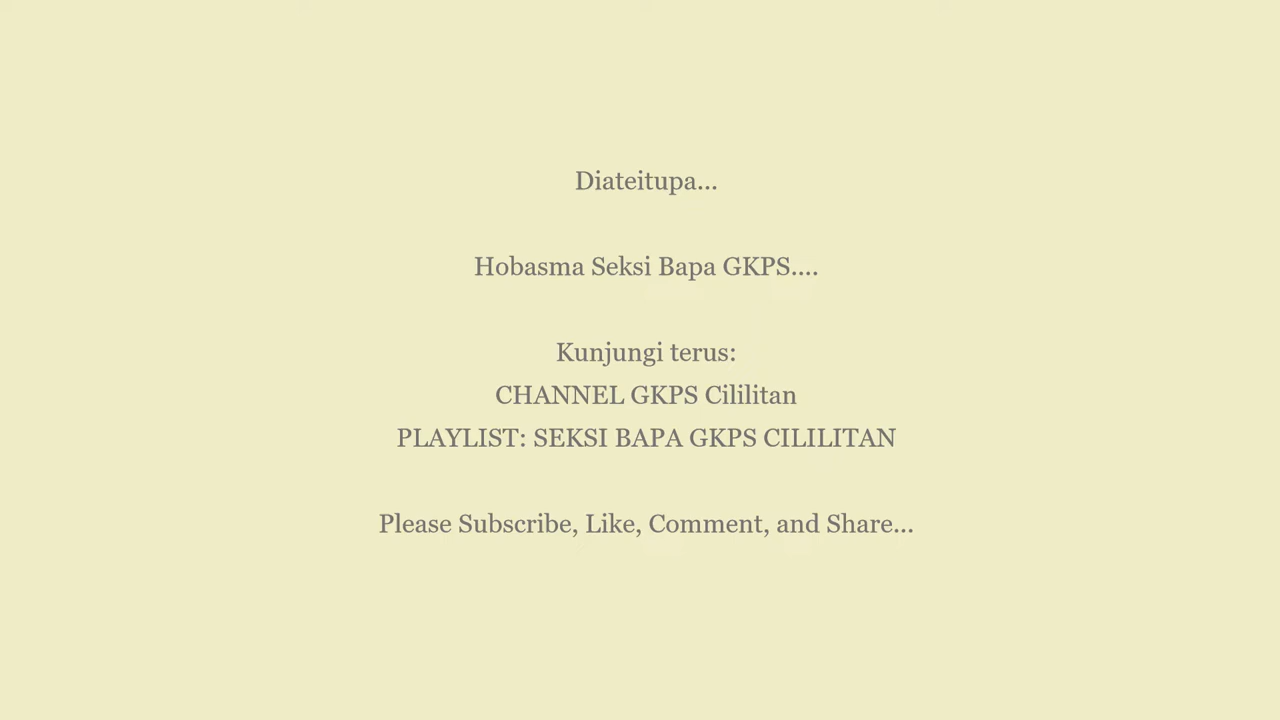 Diateitupa...
Hobasma Seksi Bapa GKPS....
Kunjungi terus:
CHANNEL GKPS Cililitan
PLAYLIST: SEKSI BAPA GKPS CILILITAN
Please Subscribe, Like, Comment, and Share...